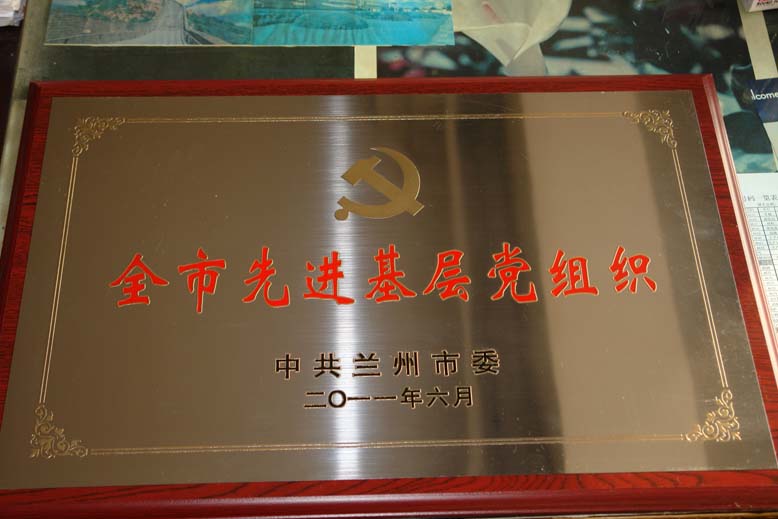 come
全市先进基层党组织
中共兰州市委
二〇一一年六月